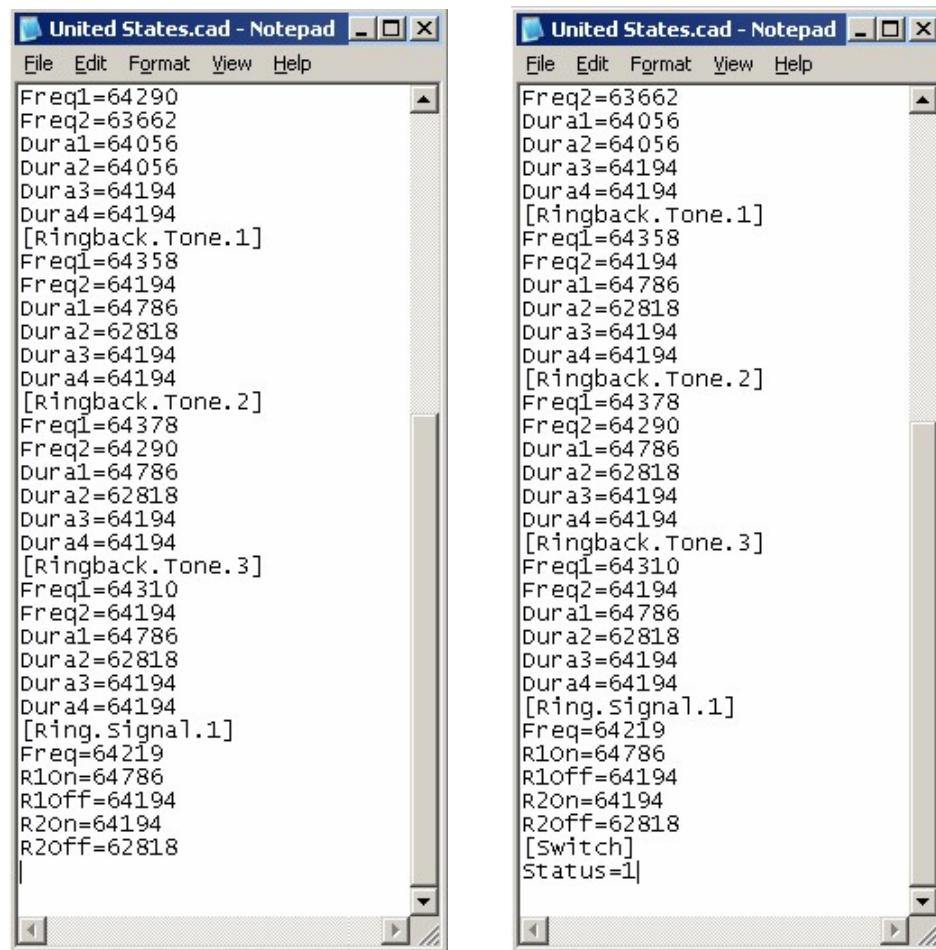 United States.cad - Notepad
File Edit Format View Help
Freq1=64290
Freq2=63662
Dura1=64056
Dura2=64056
Dura3=64194
Dura4=64194
[Ringback.Tone.1]
Freq1=64358
Freq2=64194
Dura1=64786
Dura2=62818
Dura3=64194
Dura4=64194
[Ringback.Tone.2]
Freq1=64378
Freq2=64290
Dura1=64786
Dura2=62818
Dura3=64194
Dura4=64194
[Ringback.Tone.3]
Freq1=64310
Freq2=64194
Dura1=64786
Dura2=62818
Dura3=64194
Dura4=64194
[Ring.Signal.1]
Freq=64219
R1On=64786
R1Off=64194
R2On=64194
R2Off=62818
United States.cad - Notepad
File Edit Format View Help
Freq2=63662
Dura1=64056
Dura2=64056
Dura3=64194
Dura4=64194
[Ringback.Tone.1]
Freq1=64358
Freq2=64194
Dura1=64786
Dura2=62818
Dura3=64194
Dura4=64194
[Ringback.Tone.2]
Freq1=64378
Freq2=64290
Dura1=64786
Dura2=62818
Dura3=64194
Dura4=64194
[Ringback.Tone.3]
Freq1=64310
Freq2=64194
Dura1=64786
Dura2=62818
Dura3=64194
Dura4=64194
[Ring.Signal.1]
Freq=64219
R1On=64786
R1Off=64194
R2On=64194
R2Off=62818
[Switch]
Status=1